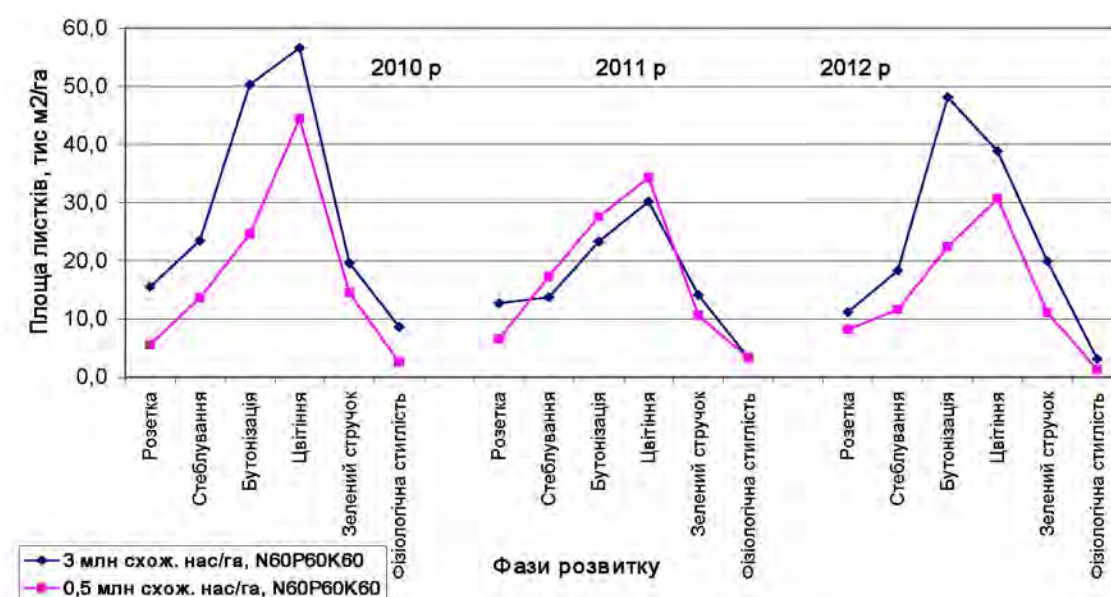 60,0
50,0
40,0
30,0
20,0
10,0
0,0
Площа листків, тис м2/га
2010 р
2011 р
2012 р
Розетка
Стеблування
Бутонізація
Цвітіння
Зелений стручок
Фізіологічна стиглість
Розетка
Стеблування
Бутонізація
Цвітіння
Зелений стручок
Фізіологічна стиглість
Розетка
Стеблування
Бутонізація
Цвітіння
Зелений стручок
Фізіологічна стиглість
Фази розвитку
3 млн схож. нас/га, N60P60K60
0,5 млн схож. нас/га, N60P60K60